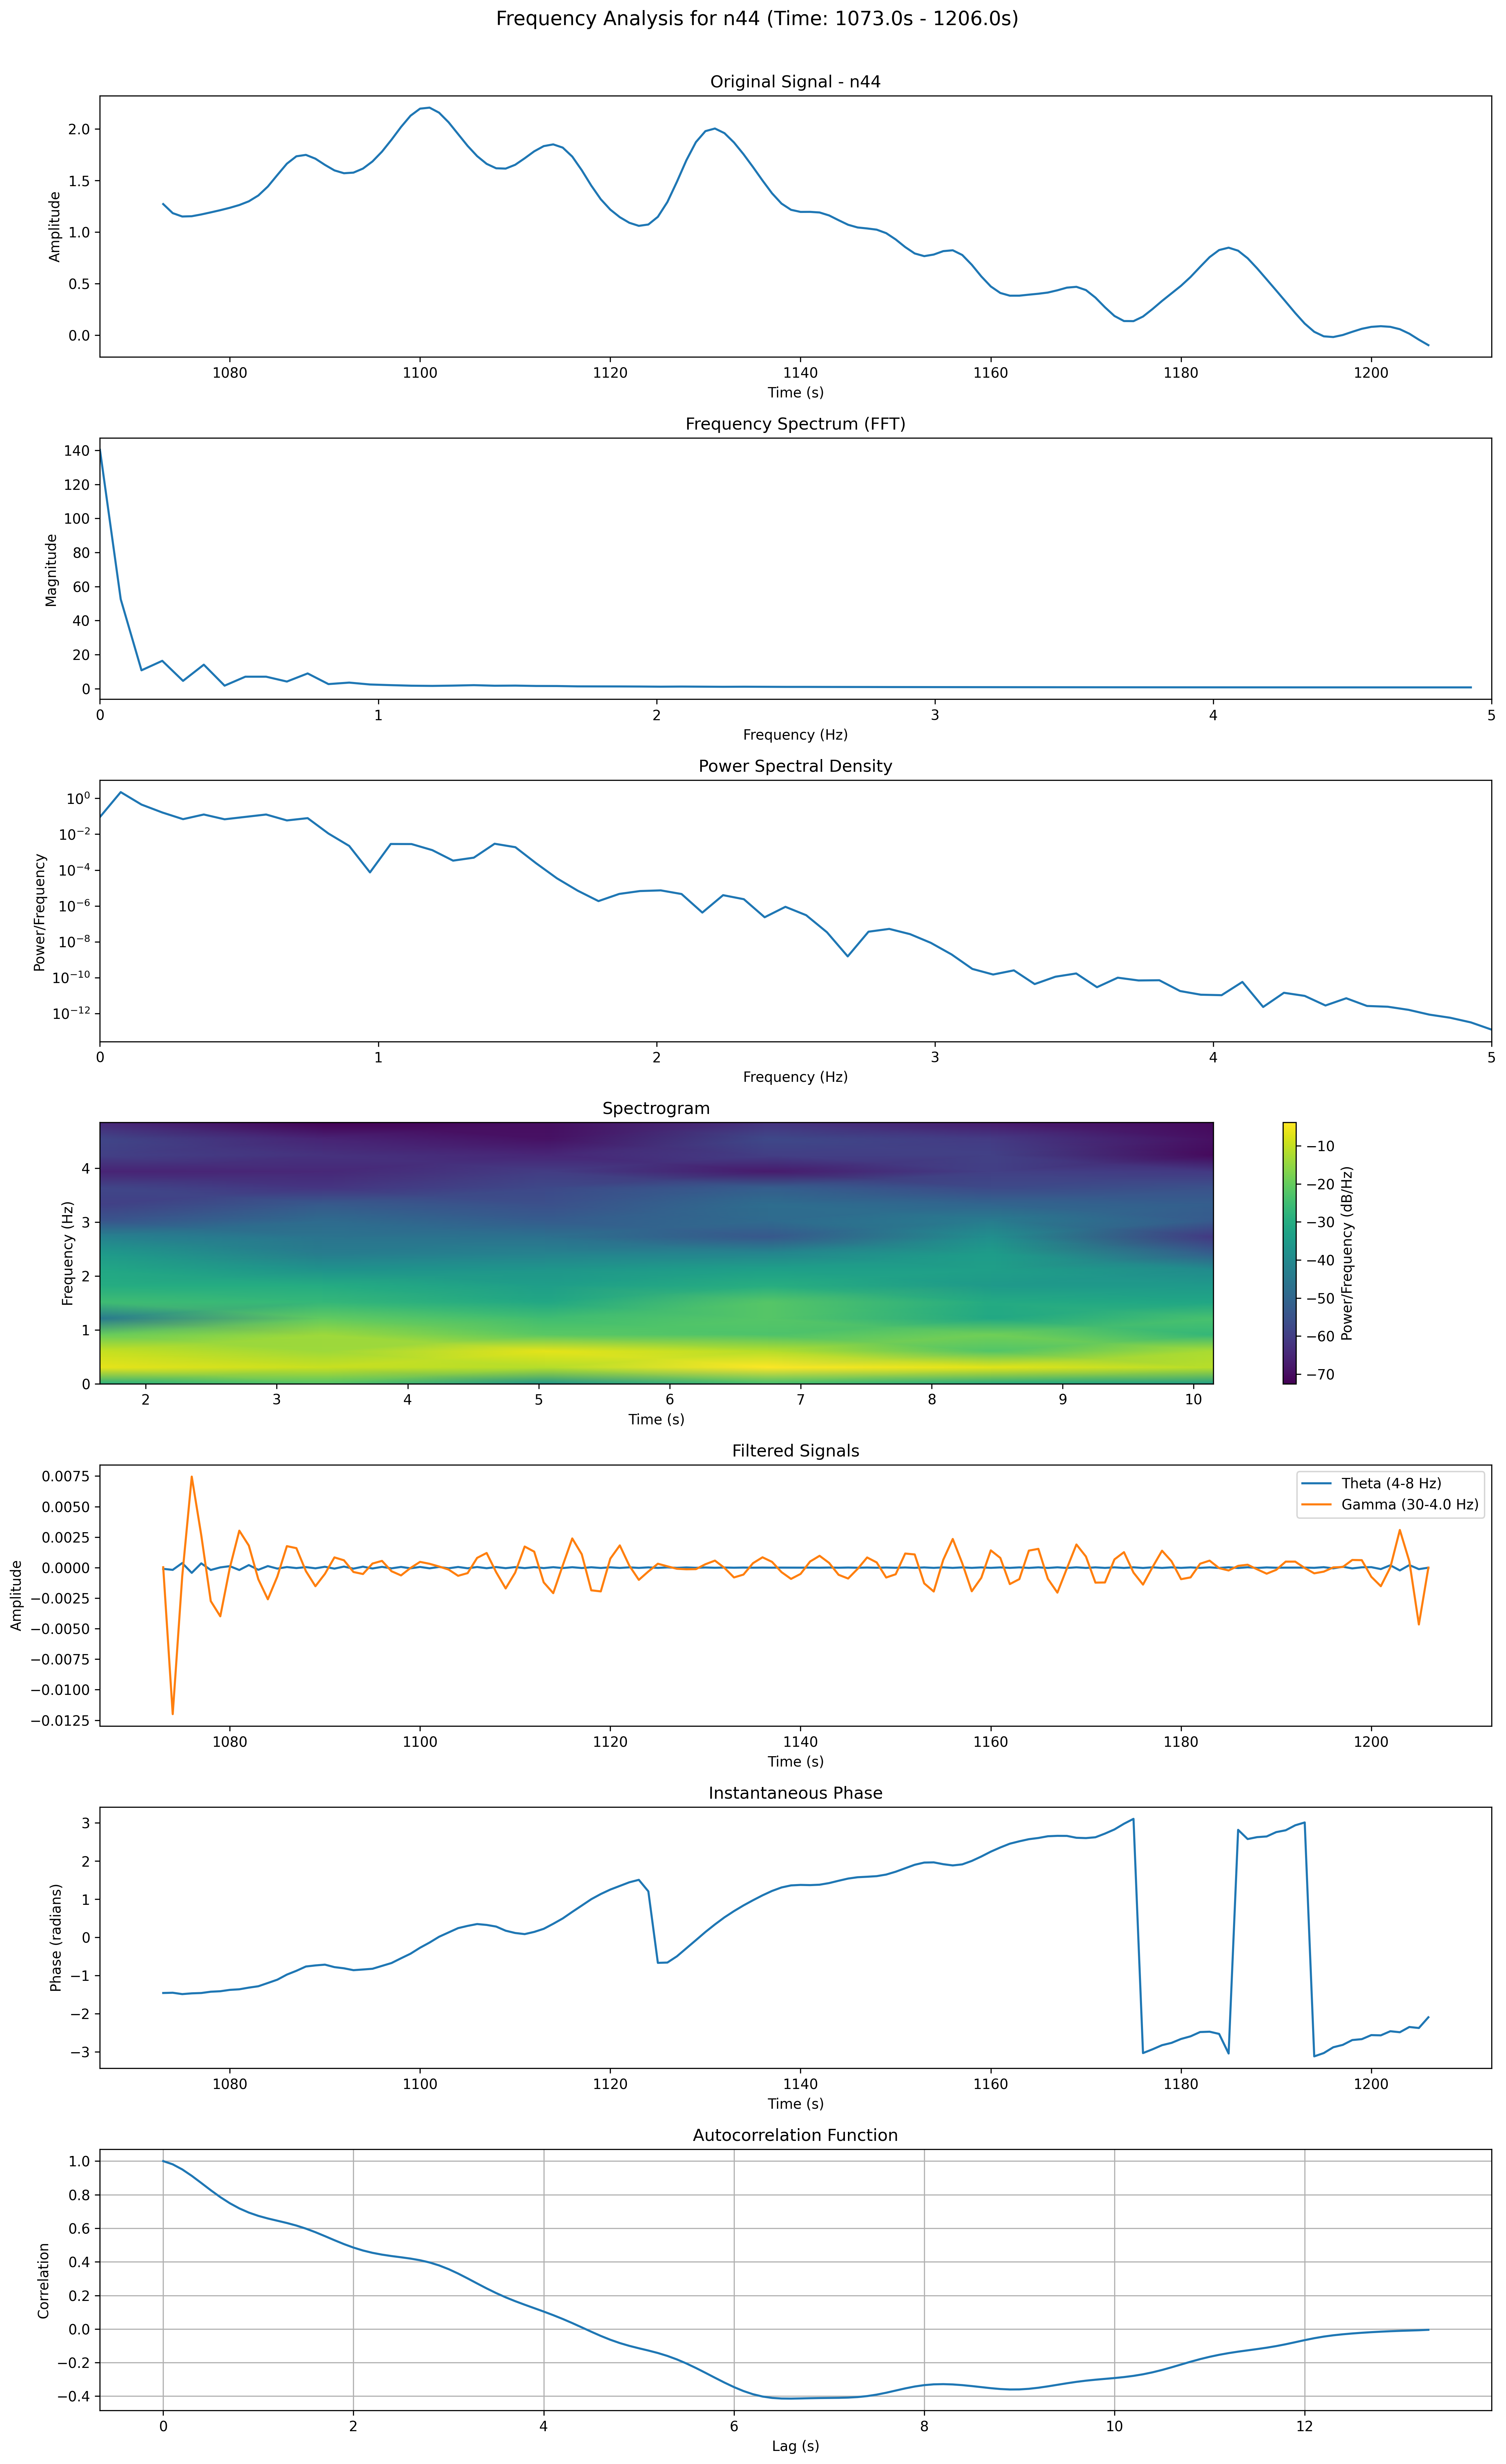 Frequency Analysis for n44 (Time: 1073.0s - 1206.0s)
Original Signal - n44
Amplitude
2.0
1.5
1.0
0.5
0.0
1080 1100 1120 1140 1160 1180 1200
Time (s)
Frequency Spectrum (FFT)
Magnitude
140
120
100
80
60
40
20
0
0 1 2 3 4 5
Frequency (Hz)
Power Spectral Density
Power/Frequency
10⁰
10⁻²
10⁻⁴
10⁻⁶
10⁻⁸
10⁻¹⁰
10⁻¹²
0 1 2 3 4 5
Frequency (Hz)
Spectrogram
Frequency (Hz)
4
3
2
1
0
2 3 4 5 6 7 8 9 10
Time (s)
−10
−20
−30
−40
−50
−60
−70
Power/Frequency (dB/Hz)
Filtered Signals
Amplitude
0.0075
0.0050
0.0025
0.0000
−0.0025
−0.0050
−0.0075
−0.0100
−0.0125
Theta (4-8 Hz)
Gamma (30-4.0 Hz)
1080 1100 1120 1140 1160 1180 1200
Time (s)
Instantaneous Phase
Phase (radians)
3
2
1
0
−1
−2
−3
1080 1100 1120 1140 1160 1180 1200
Time (s)
Autocorrelation Function
Correlation
1.0
0.8
0.6
0.4
0.2
0.0
−0.2
−0.4
0 2 4 6 8 10 12
Lag (s)